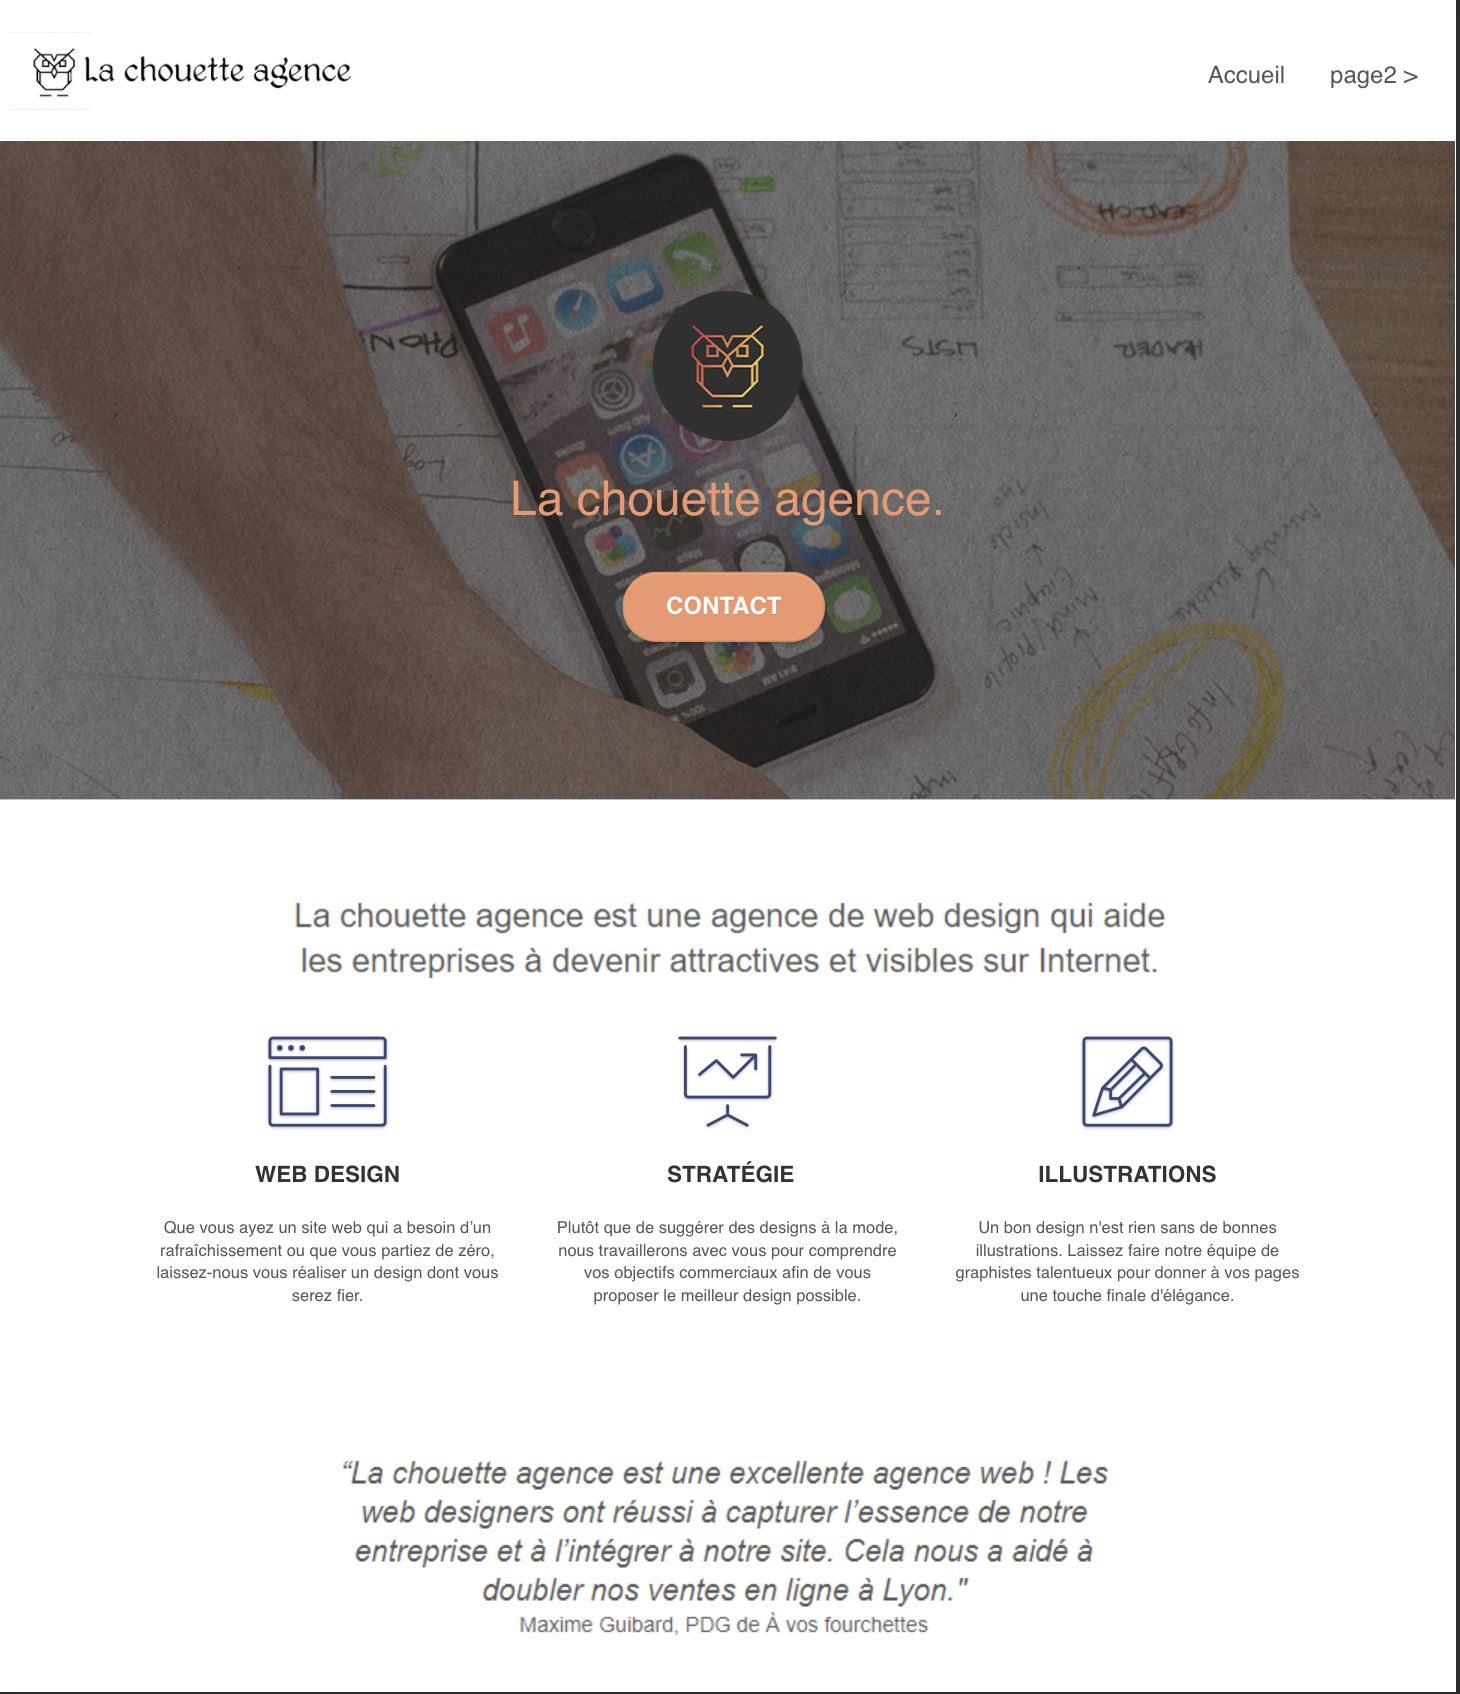 La chouette agence
Accueil page2 >
SEARCH
PHON
LISTS
HEADER
La chouette agence.
CONTACT
La chouette agence est une agence de web design qui aide
les entreprises à devenir attractives et visibles sur Internet.
WEB DESIGN
Que vous ayez un site web qui a besoin d’un
rafraîchissement ou que vous partiez de zéro,
laissez-nous vous réaliser un design dont vous
serez fier.
STRATÉGIE
Plutôt que de suggérer des designs à la mode,
nous travaillerons avec vous pour comprendre
vos objectifs commerciaux afin de vous
proposer le meilleur design possible.
ILLUSTRATIONS
Un bon design n'est rien sans de bonnes
illustrations. Laissez faire notre équipe de
graphistes talentueux pour donner à vos pages
une touche finale d'élégance.
“La chouette agence est une excellente agence web ! Les
web designers ont réussi à capturer l’essence de notre
entreprise et à l’intégrer à notre site. Cela nous a aidé à
doubler nos ventes en ligne à Lyon."
Maxime Guibard, PDG de À vos fourchettes